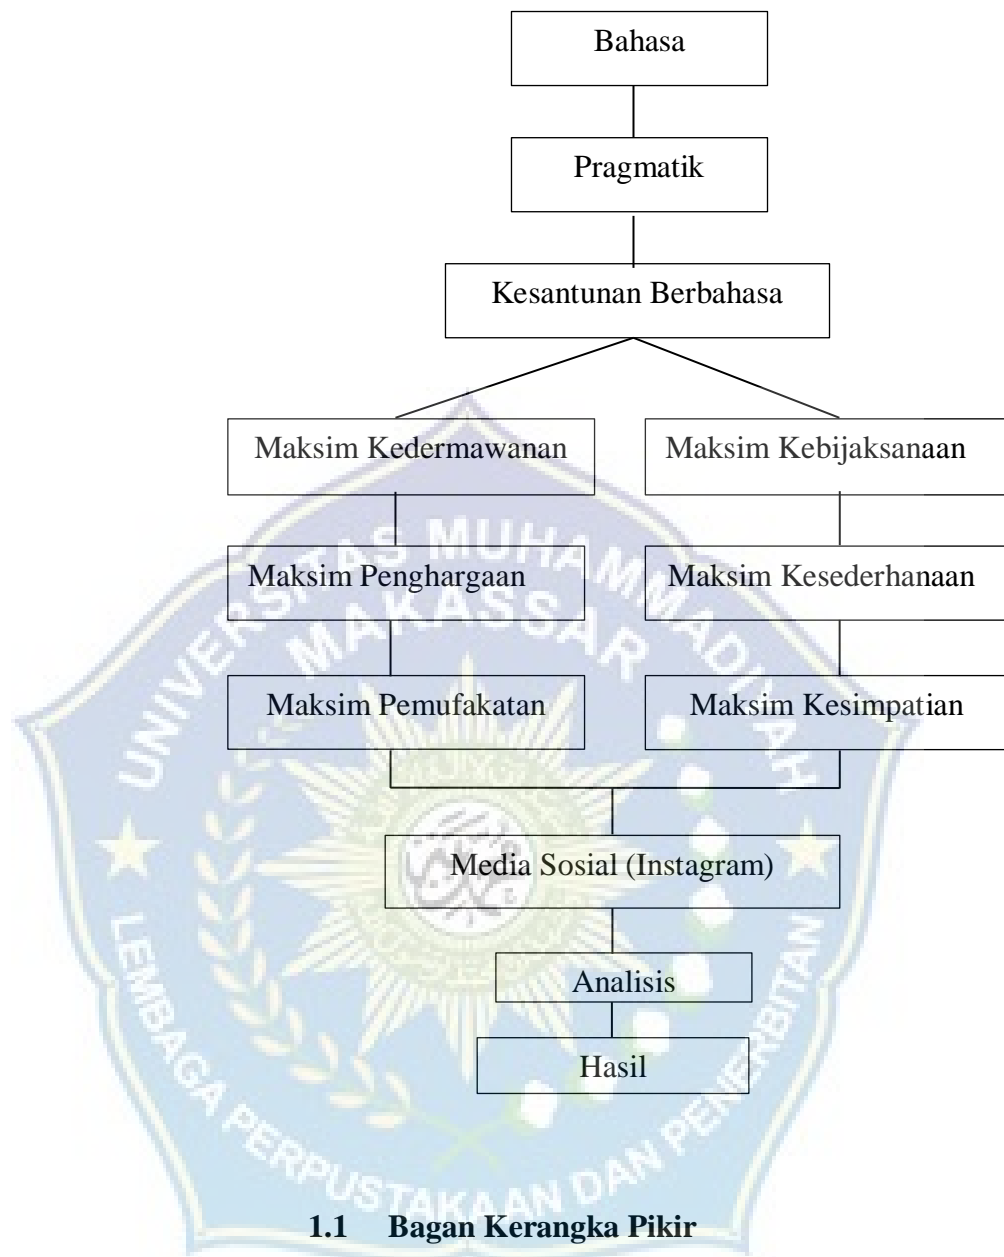 Bahasa
Pragmatik
Kesantunan Berbahasa
Maksim Kedermawanan
Maksim Kebijaksanaan
Maksim Penghargaan
Maksim Kesederhanaan
Maksim Pemufakatan
Maksim Kesimpatian
Media Sosial (Instagram)
Analisis
Hasil
1.1 Bagan Kerangka Pikir
UNIVERSITAS MUHAMMADIYAH
MAKASSAR
LEMBAGA PERPUSTAKAAN DAN PENERBITAN